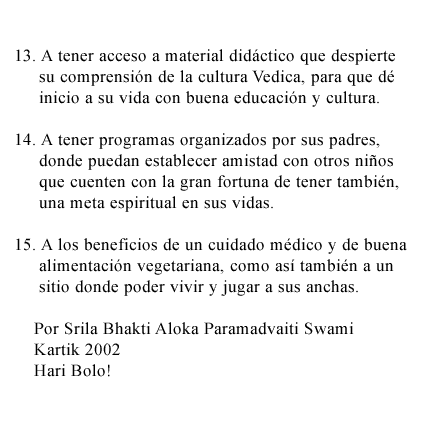 13. A tener acceso a material didáctico que despierte
su comprensión de la cultura Vedica, para que dé
inicio a su vida con buena educación y cultura.
14. A tener programas organizados por sus padres,
donde puedan establecer amistad con otros niños
que cuenten con la gran fortuna de tener también,
una meta espiritual en sus vidas.
15. A los beneficios de un cuidado médico y de buena
alimentación vegetariana, como así también a un
sitio donde poder vivir y jugar a sus anchas.
Por Srila Bhakti Aloka Paramadvaiti Swami
Kartik 2002
Hari Bolo!